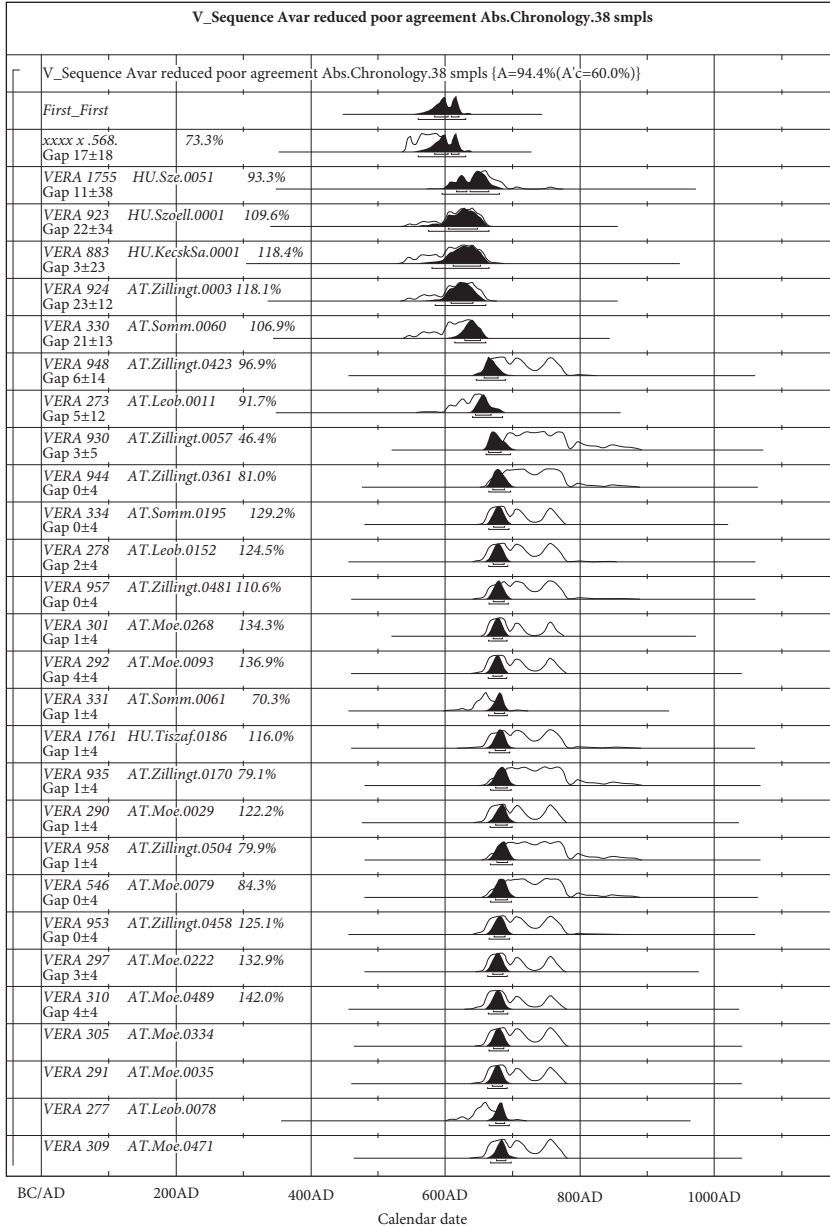 V_Sequence Avar reduced poor agreement Abs.Chronology.38 smpls
V_Sequence Avar reduced poor agreement Abs.Chronology.38 smpls {A=94.4%(A'c=60.0%)}
First_First
xxxx x .568. 73.3%
Gap 17±18
VERA 1755 HU.Sze.0051 93.3%
Gap 11±38
VERA 923 HU.Szoell.0001 109.6%
Gap 22±34
VERA 883 HU.KecskSa.0001 118.4%
Gap 3±23
VERA 924 AT.Zillingt.0003 118.1%
Gap 23±12
VERA 330 AT.Somm.0060 106.9%
Gap 21±13
VERA 948 AT.Zillingt.0423 96.9%
Gap 6±14
VERA 273 AT.Leob.0011 91.7%
Gap 5±12
VERA 930 AT.Zillingt.0057 46.4%
Gap 3±5
VERA 944 AT.Zillingt.0361 81.0%
Gap 0±4
VERA 334 AT.Somm.0195 129.2%
Gap 0±4
VERA 278 AT.Leob.0152 124.5%
Gap 2±4
VERA 957 AT.Zillingt.0481 110.6%
Gap 0±4
VERA 301 AT.Moe.0268 134.3%
Gap 1±4
VERA 292 AT.Moe.0093 136.9%
Gap 4±4
VERA 331 AT.Somm.0061 70.3%
Gap 1±4
VERA 1761 HU.Tiszaf.0186 116.0%
Gap 1±4
VERA 935 AT.Zillingt.0170 79.1%
Gap 1±4
VERA 290 AT.Moe.0029 122.2%
Gap 1±4
VERA 958 AT.Zillingt.0504 79.9%
Gap 1±4
VERA 546 AT.Moe.0079 84.3%
Gap 0±4
VERA 953 AT.Zillingt.0458 125.1%
Gap 0±4
VERA 297 AT.Moe.0222 132.9%
Gap 3±4
VERA 310 AT.Moe.0489 142.0%
Gap 4±4
VERA 305 AT.Moe.0334
VERA 291 AT.Moe.0035
VERA 277 AT.Leob.0078
VERA 309 AT.Moe.0471
BC/AD 200AD 400AD 600AD 800AD 1000AD
Calendar date